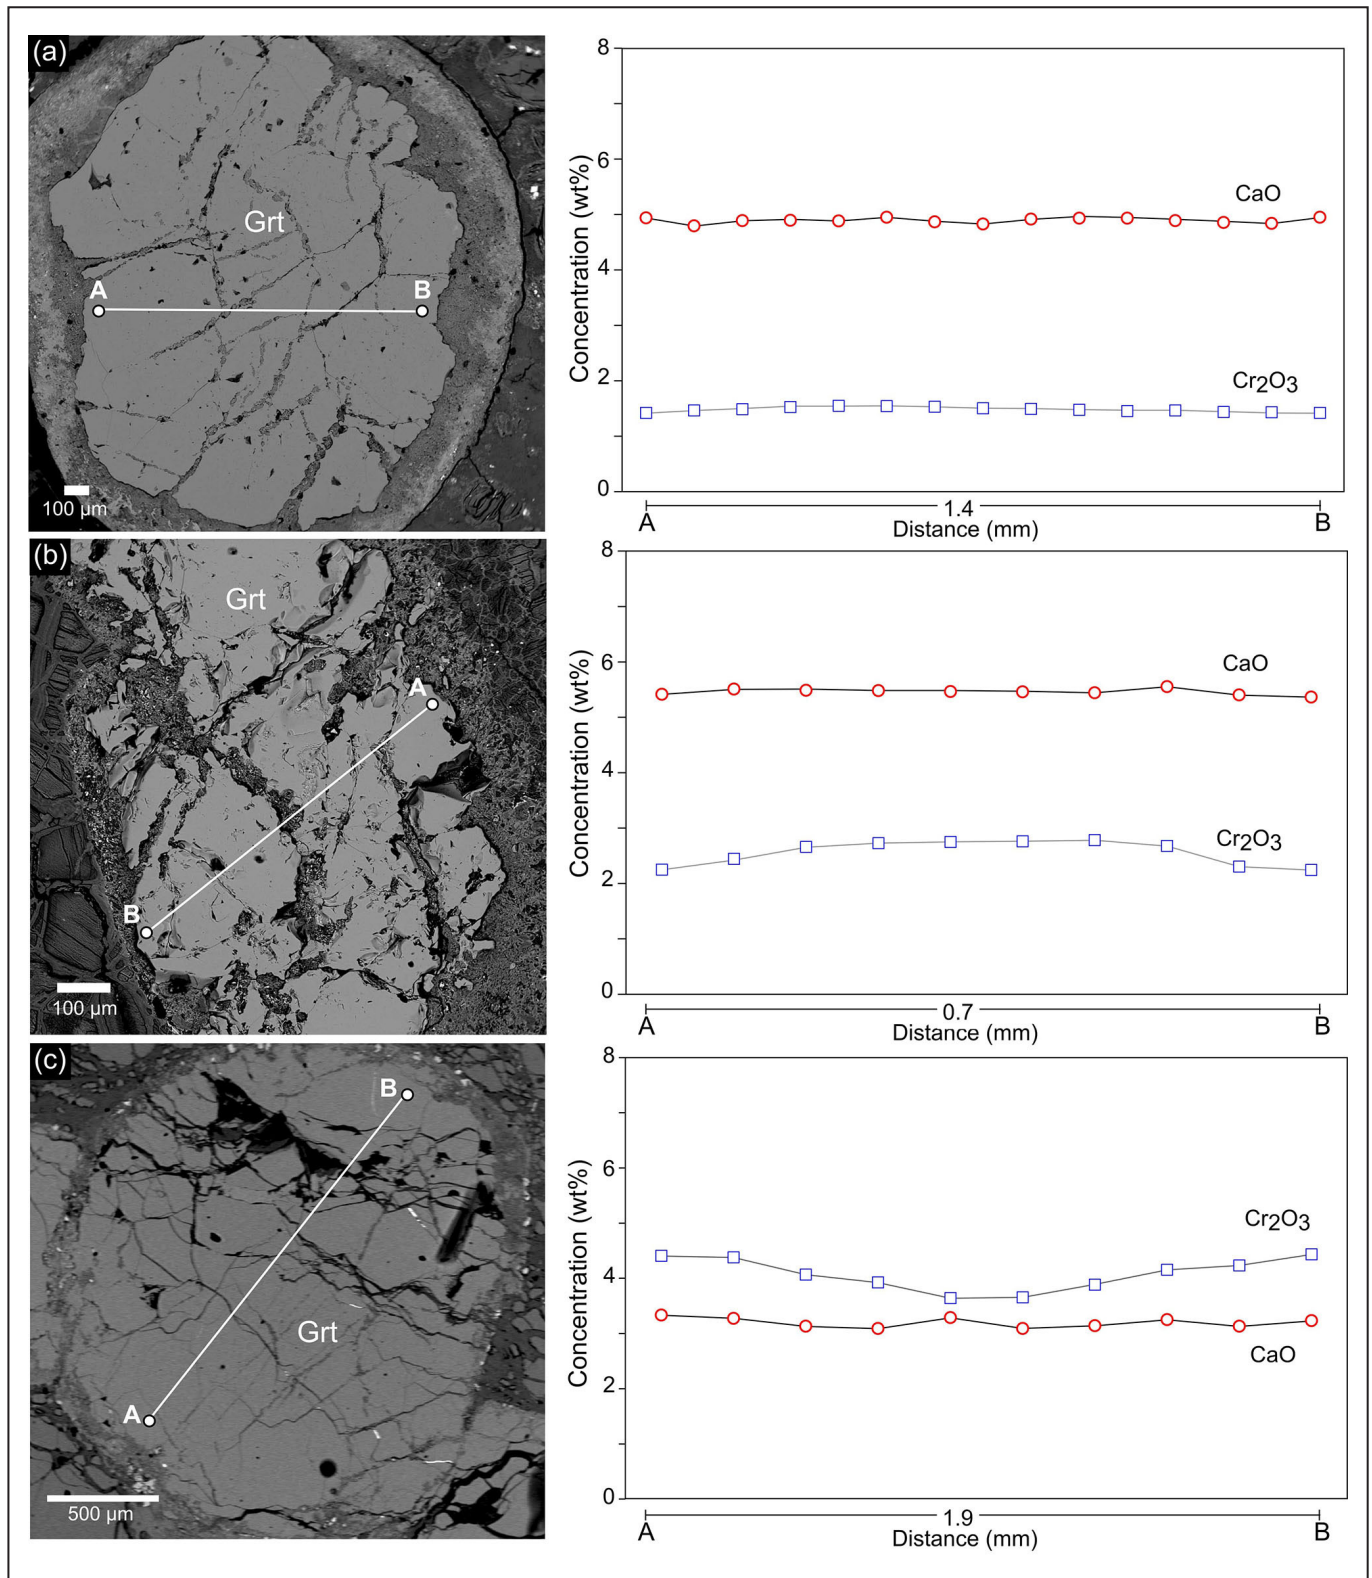 (a)
Grt
A
B
100 µm
8
6
4
2
0
Concentration (wt%)
CaO
Cr2O3
A
1.4
B
Distance (mm)
(b)
Grt
A
B
100 µm
8
6
4
2
0
Concentration (wt%)
CaO
Cr2O3
A
0.7
B
Distance (mm)
(c)
B
Grt
A
500 µm
8
6
4
2
0
Concentration (wt%)
Cr2O3
CaO
A
1.9
B
Distance (mm)